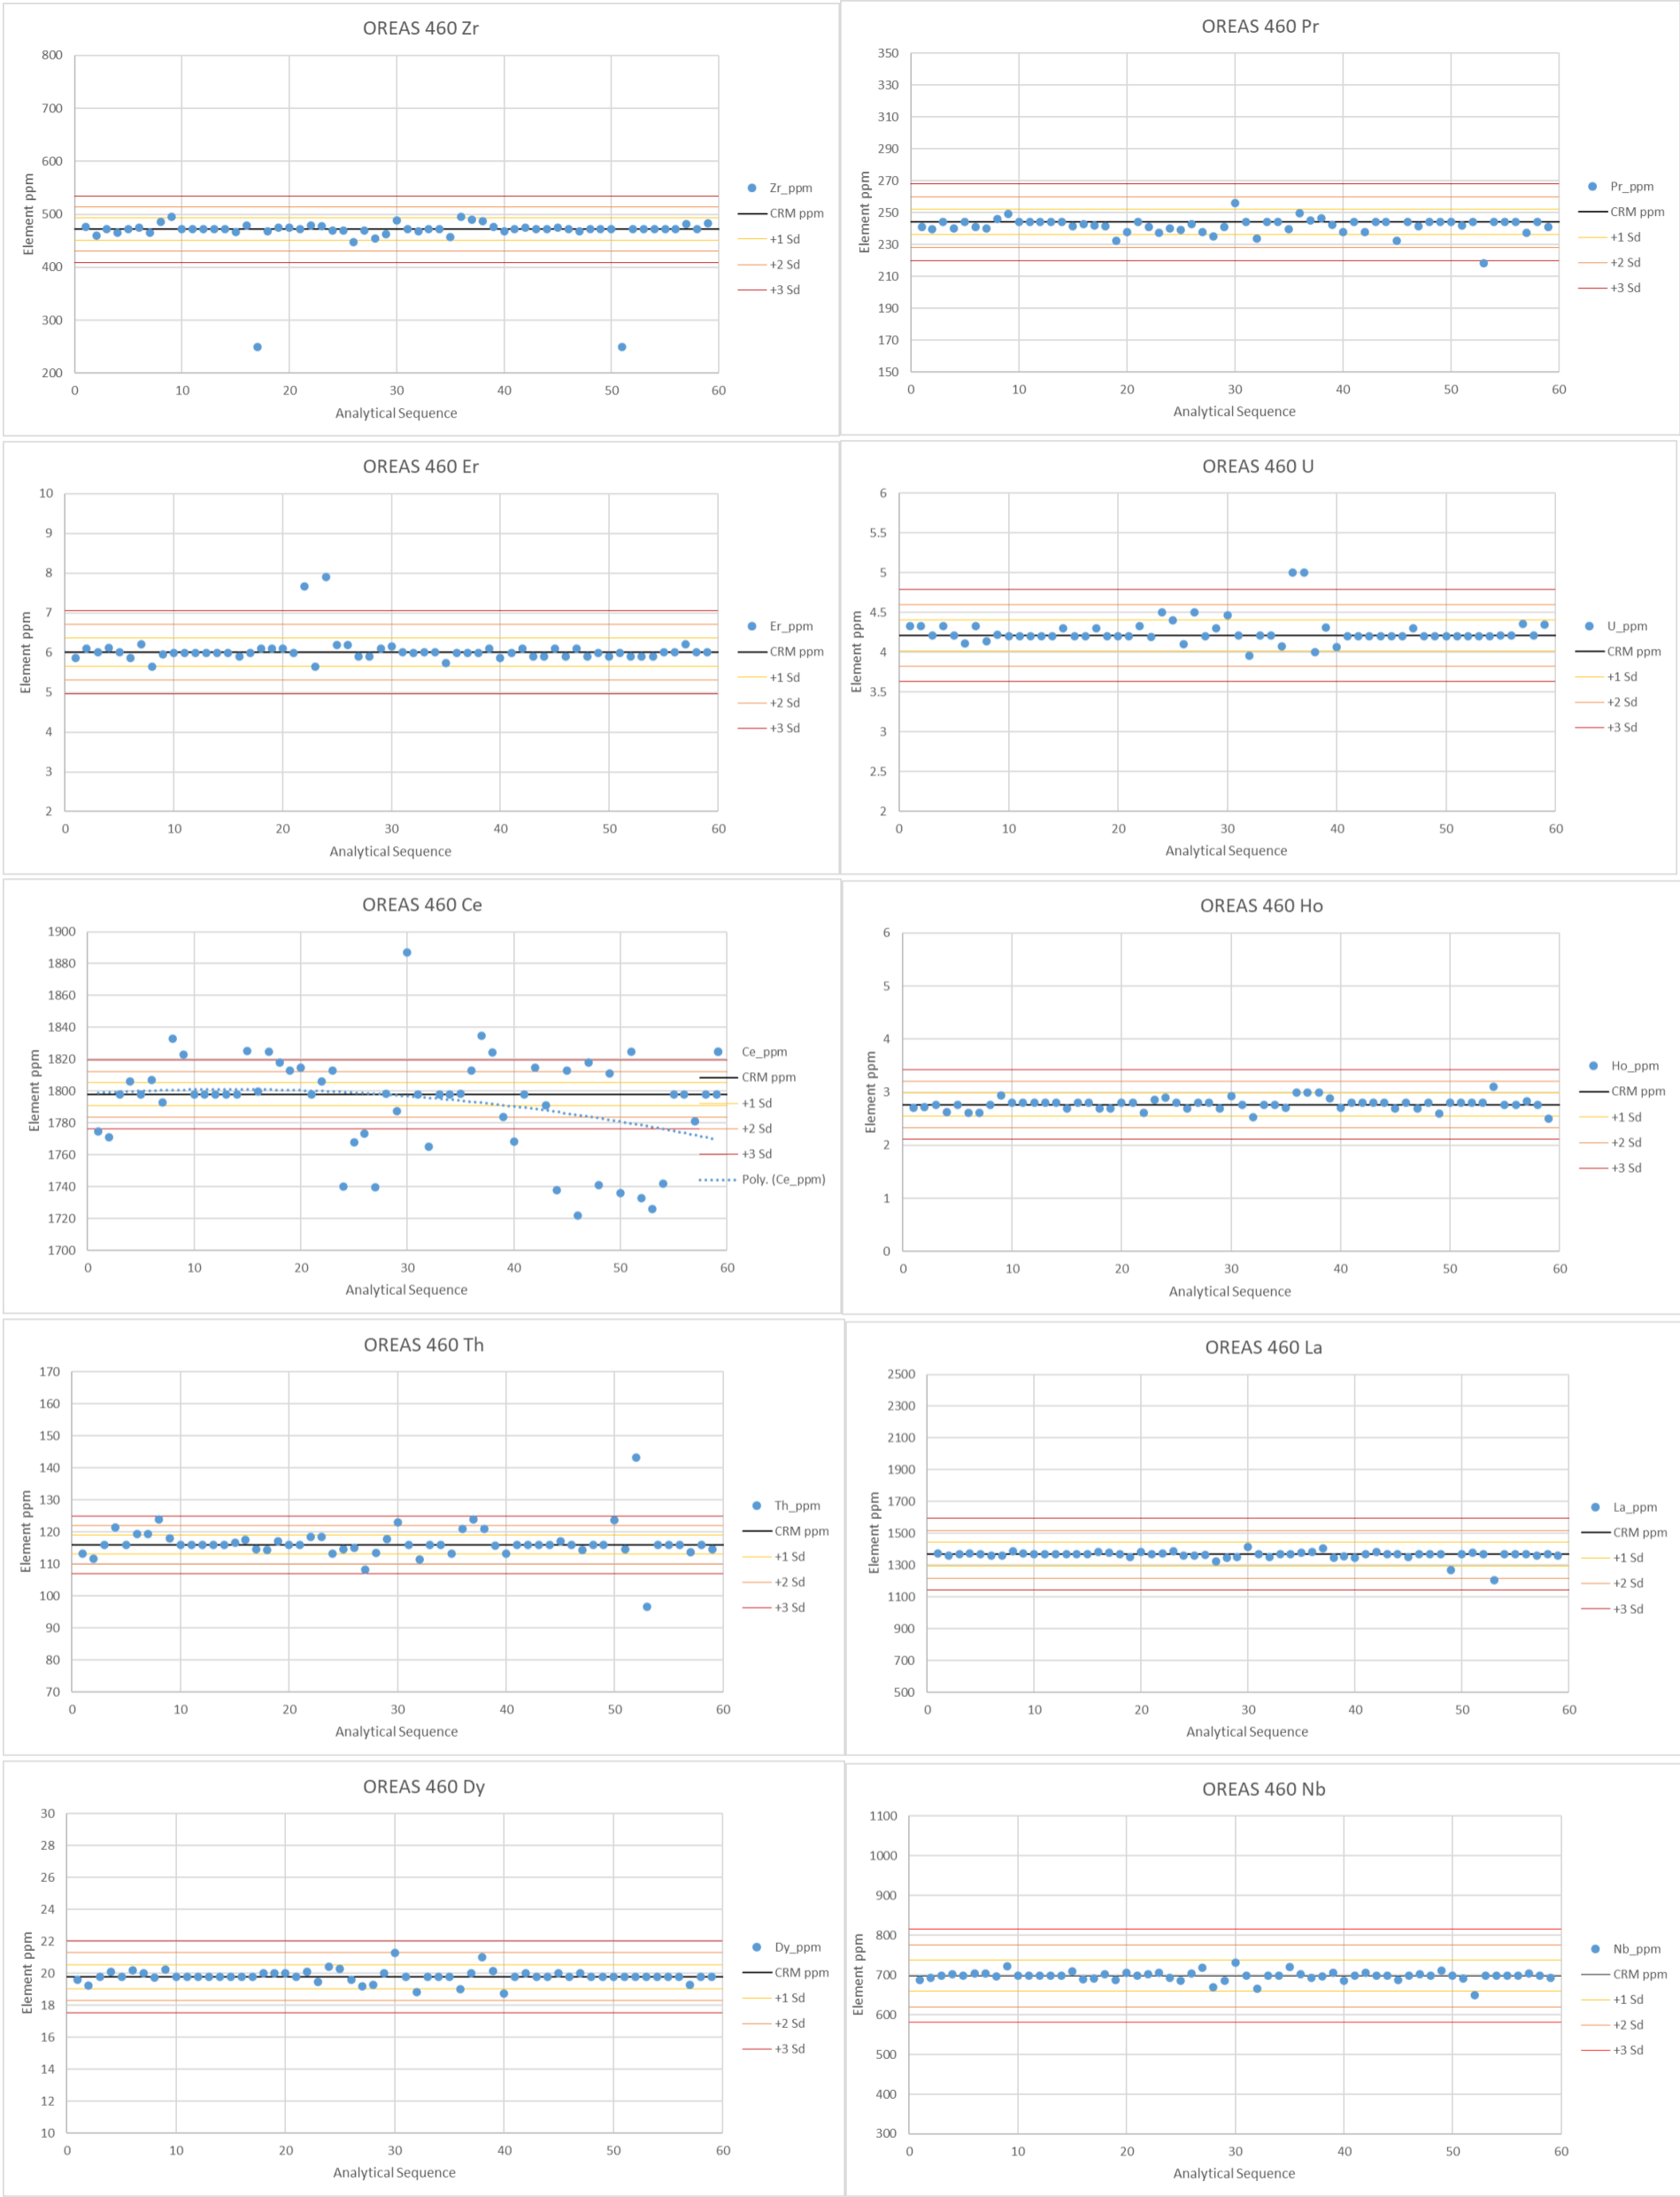 OREAS 460 Zr
800
700
600
500
400
300
200
0 10 20 30 40 50 60
Element ppm
Analytical Sequence
Zr_ppm
CRM ppm
+1 Sd
+2 Sd
+3 Sd
OREAS 460 Pr
350
330
310
290
270
250
230
210
190
170
150
0 10 20 30 40 50 60
Element ppm
Analytical Sequence
Pr_ppm
CRM ppm
+1 Sd
+2 Sd
+3 Sd
OREAS 460 Er
10
9
8
7
6
5
4
3
2
0 10 20 30 40 50 60
Element ppm
Analytical Sequence
Er_ppm
CRM ppm
+1 Sd
+2 Sd
+3 Sd
OREAS 460 U
6
5.5
5
4.5
4
3.5
3
2.5
2
0 10 20 30 40 50 60
Element ppm
Analytical Sequence
U_ppm
CRM ppm
+1 Sd
+2 Sd
+3 Sd
OREAS 460 Ce
1900
1880
1860
1840
1820
1800
1780
1760
1740
1720
1700
0 10 20 30 40 50 60
Element ppm
Analytical Sequence
Ce_ppm
CRM ppm
+1 Sd
+2 Sd
+3 Sd
Poly. (Ce_ppm)
OREAS 460 Ho
6
5
4
3
2
1
0
0 10 20 30 40 50 60
Element ppm
Analytical Sequence
Ho_ppm
CRM ppm
+1 Sd
+2 Sd
+3 Sd
OREAS 460 Th
170
160
150
140
130
120
110
100
90
80
70
0 10 20 30 40 50 60
Element ppm
Analytical Sequence
Th_ppm
CRM ppm
+1 Sd
+2 Sd
+3 Sd
OREAS 460 La
2500
2300
2100
1900
1700
1500
1300
1100
900
700
500
0 10 20 30 40 50 60
Element ppm
Analytical Sequence
La_ppm
CRM ppm
+1 Sd
+2 Sd
+3 Sd
OREAS 460 Dy
30
28
26
24
22
20
18
16
14
12
10
0 10 20 30 40 50 60
Element ppm
Analytical Sequence
Dy_ppm
CRM ppm
+1 Sd
+2 Sd
+3 Sd
OREAS 460 Nb
1100
1000
900
800
700
600
500
400
300
0 10 20 30 40 50 60
Element ppm
Analytical Sequence
Nb_ppm
CRM ppm
+1 Sd
+2 Sd
+3 Sd